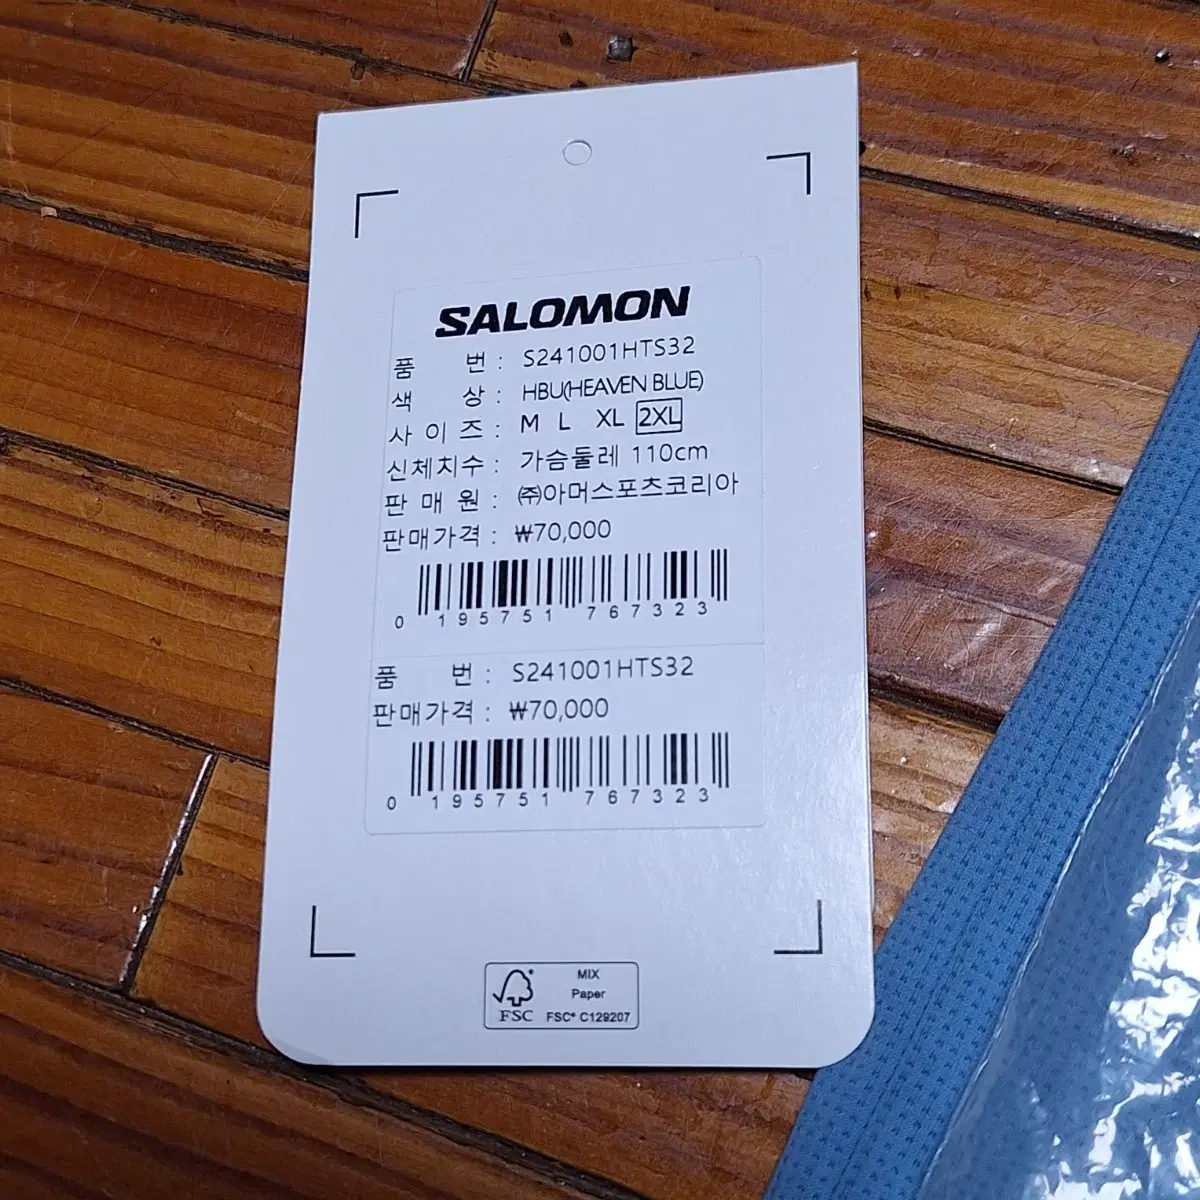 SALOMON
품 번 : S241001HTS32
색 상 : HBU(HEAVEN BLUE)
사 이 즈 : M L XL 2XL
신체치수 : 가슴둘레 110cm
판 매 원 : ㈜아머스포츠코리아
판매가격 : ₩70,000
0 195751 767323
품 번 : S241001HTS32
판매가격 : ₩70,000
0 195751 767323
MIX
Paper
FSC FSC® C129207